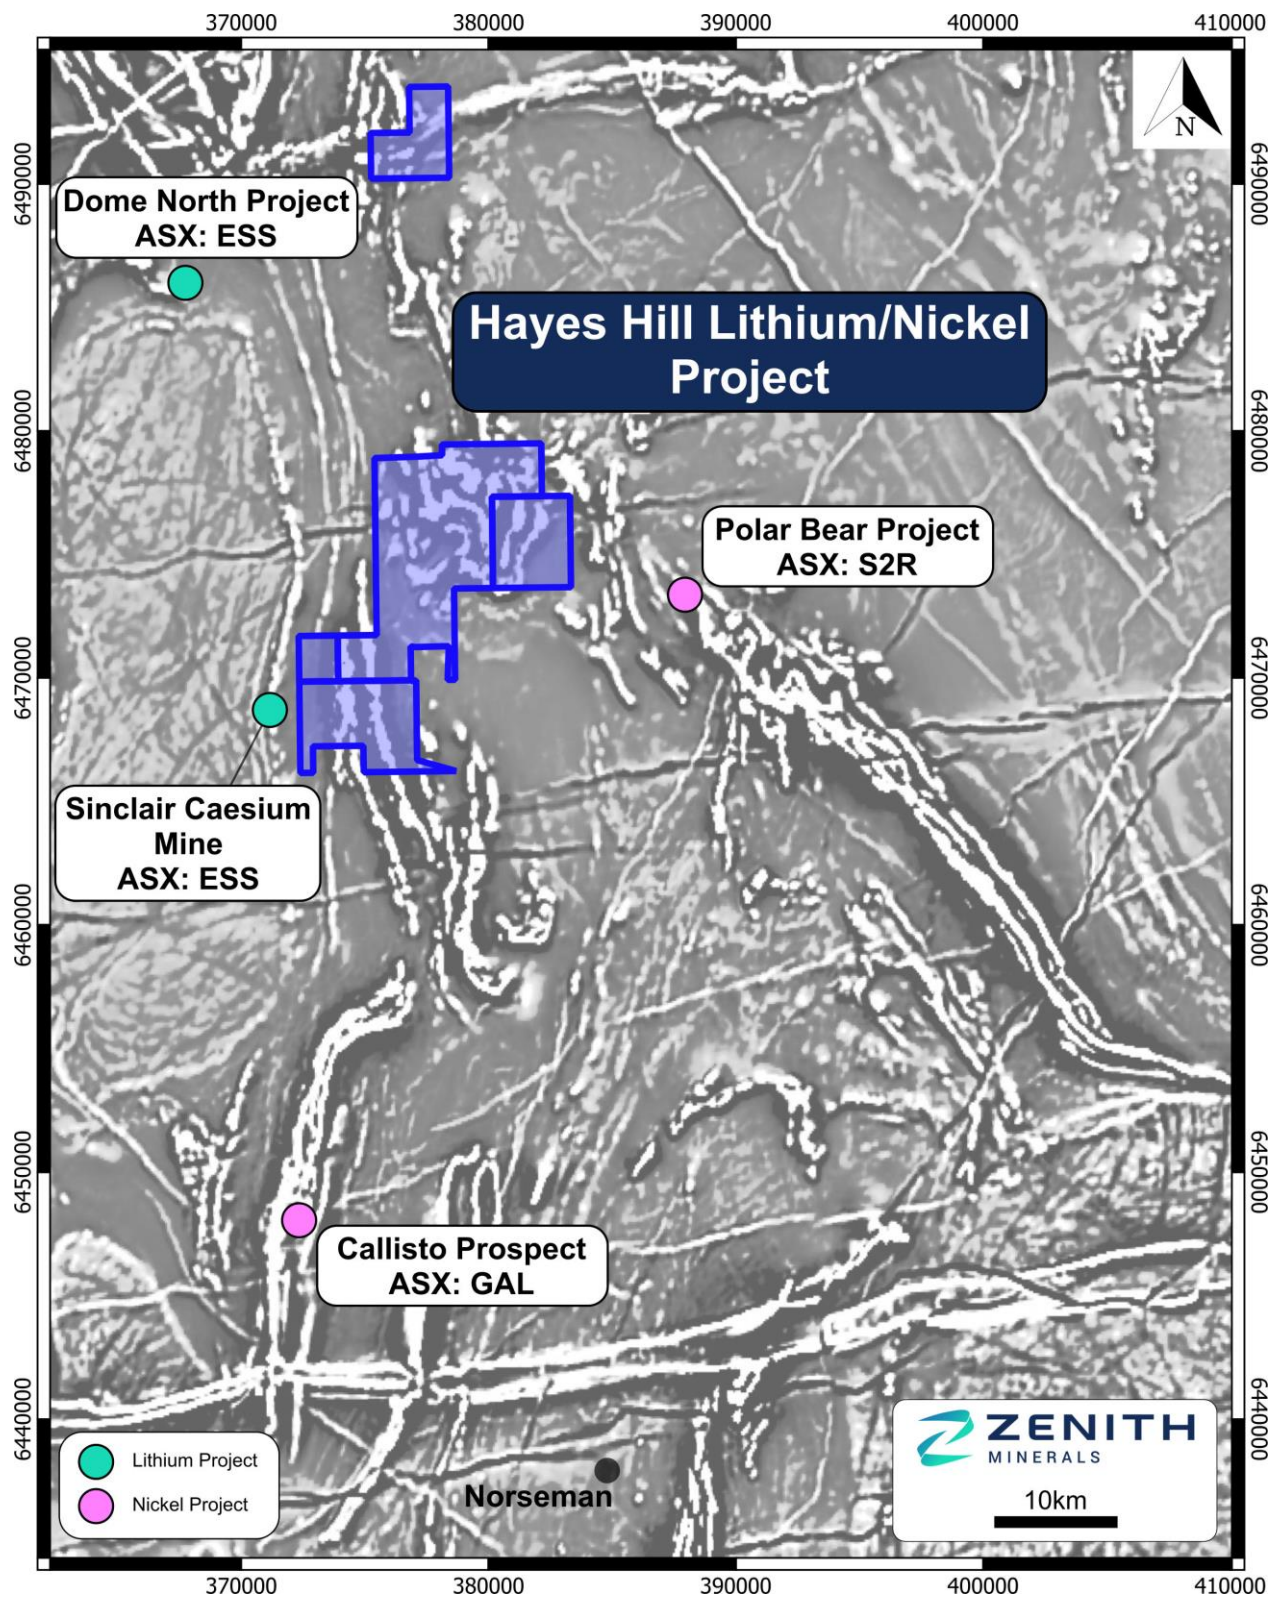 370000
380000
390000
400000
410000
N
6490000
6490000
Dome North Project
ASX: ESS
Hayes Hill Lithium/Nickel
Project
6480000
6480000
Polar Bear Project
ASX: S2R
6470000
6470000
Sinclair Caesium
Mine
ASX: ESS
6460000
6460000
6450000
6450000
Callisto Prospect
ASX: GAL
6440000
6440000
Lithium Project
Nickel Project
Norseman
ZENITH
MINERALS
10km
370000
380000
390000
400000
410000